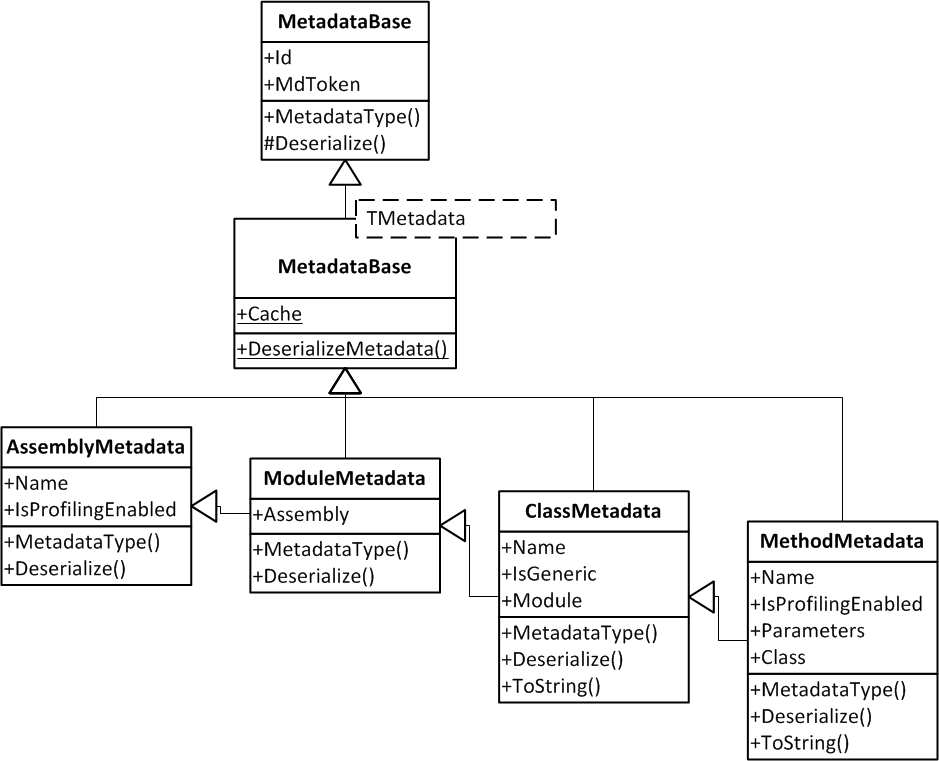 MetadataBase
+Id
+MdToken
+MetadataType()
#Deserialize()
TMetadata
MetadataBase
+Cache
+DeserializeMetadata()
AssemblyMetadata
+Name
+IsProfilingEnabled
+MetadataType()
+Deserialize()
ModuleMetadata
+Assembly
+MetadataType()
+Deserialize()
ClassMetadata
+Name
+IsGeneric
+Module
+MetadataType()
+Deserialize()
+ToString()
MethodMetadata
+Name
+IsProfilingEnabled
+Parameters
+Class
+MetadataType()
+Deserialize()
+ToString()